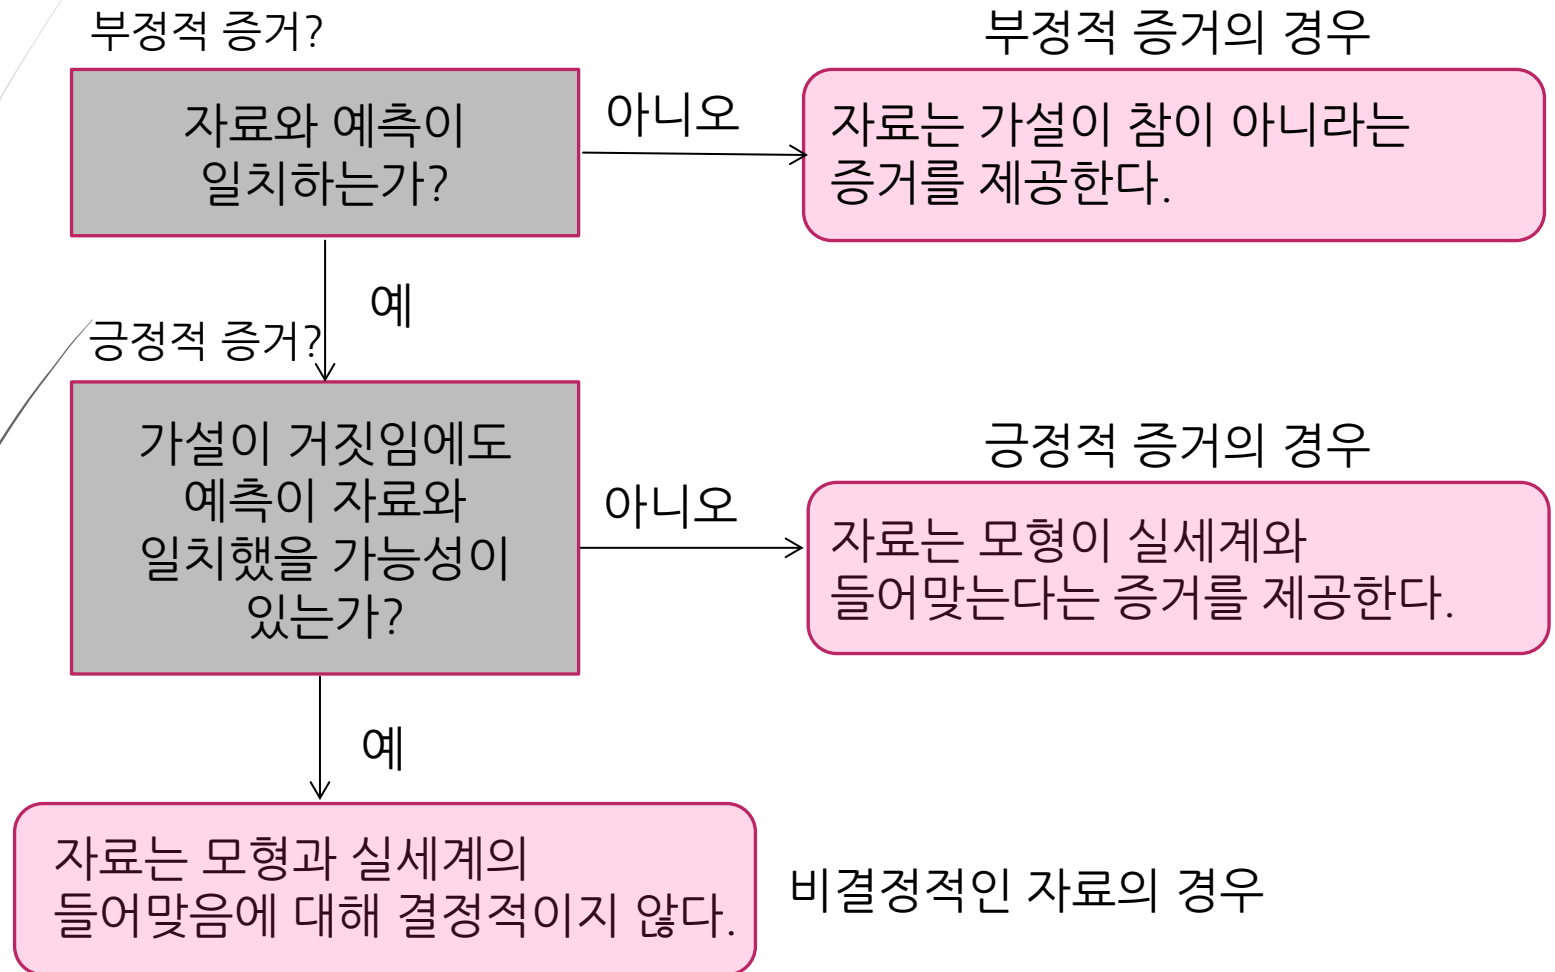 부정적 증거?
부정적 증거의 경우
자료와 예측이
일치하는가?
아니오
자료는 가설이 참이 아니라는
증거를 제공한다.
예
긍정적 증거?
가설이 거짓임에도
예측이 자료와
일치했을 가능성이
있는가?
아니오
긍정적 증거의 경우
자료는 모형이 실세계와
들어맞는다는 증거를 제공한다.
예
자료는 모형과 실세계의
들어맞음에 대해 결정적이지 않다.
비결정적인 자료의 경우